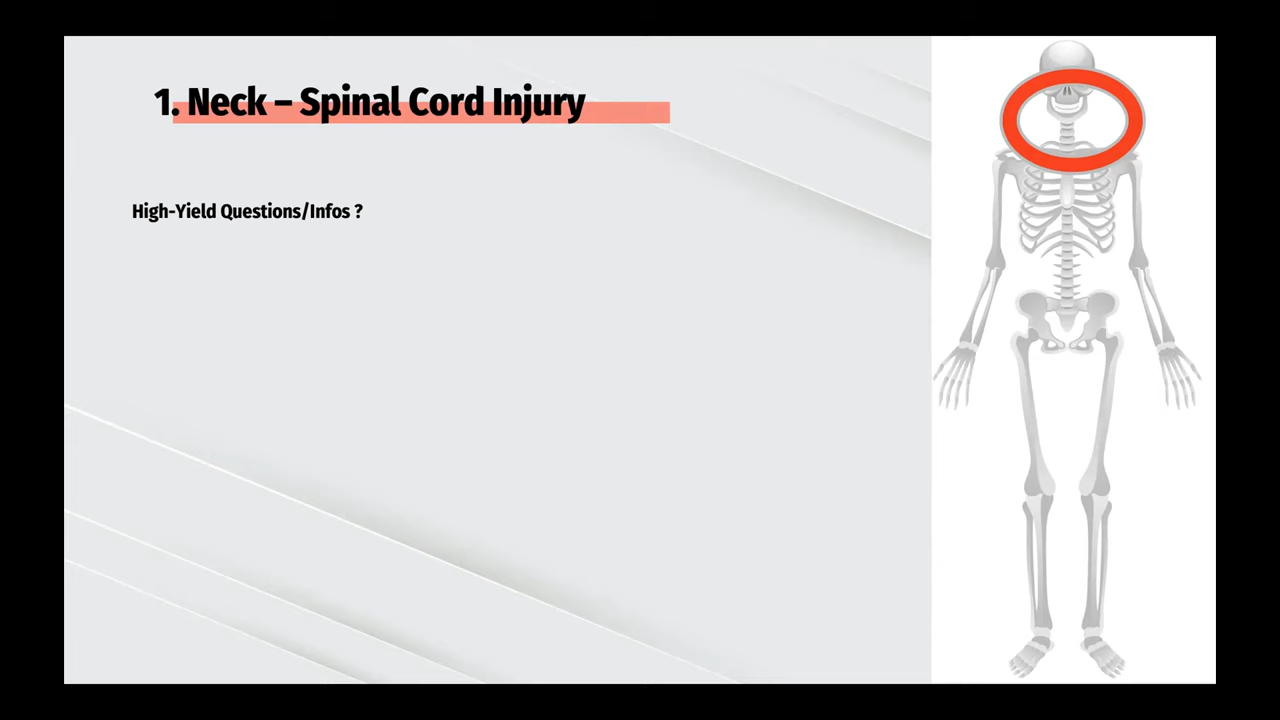 1. Neck – Spinal Cord Injury
High-Yield Questions/Infos ?